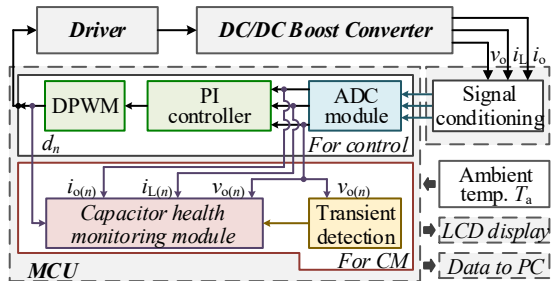 Driver
DC/DC Boost Converter
vo iL io
DPWM
PI
controller
ADC
module
Signal
conditioning
dn
For control
io(n)
iL(n)
vo(n)
vo(n)
Ambient
temp. Ta
Capacitor health
monitoring module
Transient
detection
LCD display
For CM
MCU
Data to PC